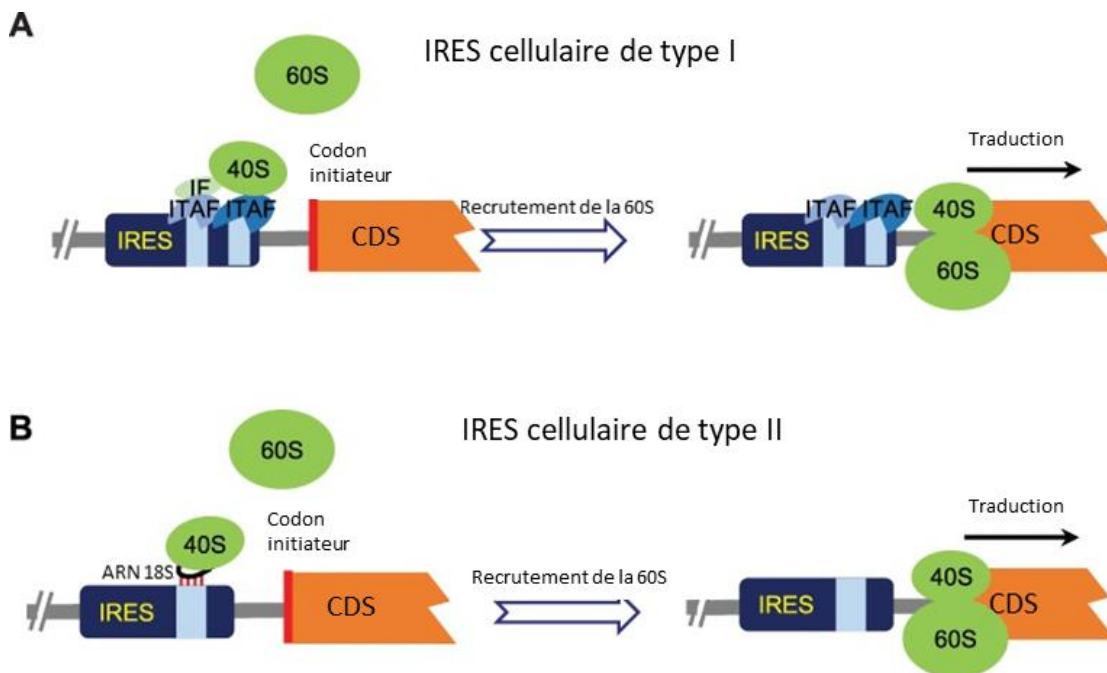 A
IRES cellulaire de type I
60S
Codon
initiateur
40S
IF
ITAF ITAF
IRES
CDS
Recrutement de la 60S
Traduction
ITAF ITAF
40S
IRES
CDS
60S
B
IRES cellulaire de type II
60S
Codon
initiateur
40S
ARN 18S
IRES
CDS
Recrutement de la 60S
Traduction
40S
IRES
CDS
60S